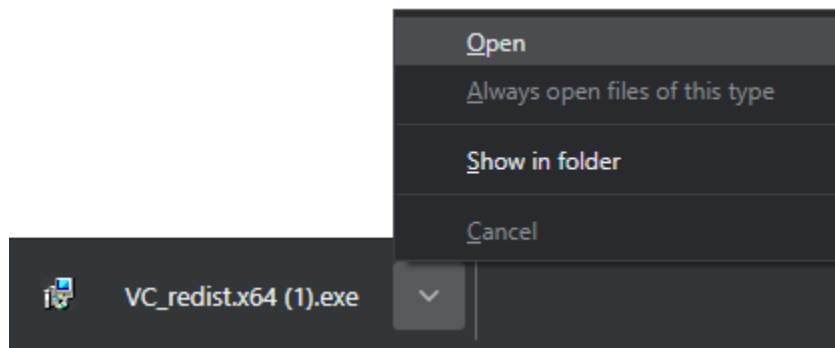 Open
Always open files of this type
Show in folder
Cancel
VC_redist.x64 (1).exe